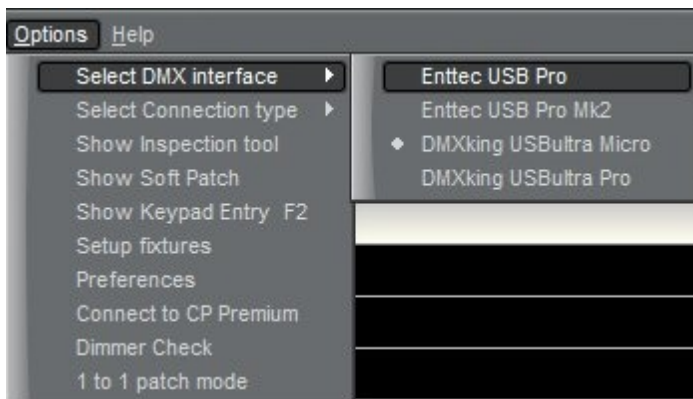 Options Help
Select DMX interface
Select Connection type
Show Inspection tool
Show Soft Patch
Show Keypad Entry F2
Setup fixtures
Preferences
Connect to CP Premium
Dimmer Check
1 to 1 patch mode
Enttec USB Pro
Enttec USB Pro Mk2
DMXking USBultra Micro
DMXking USBultra Pro